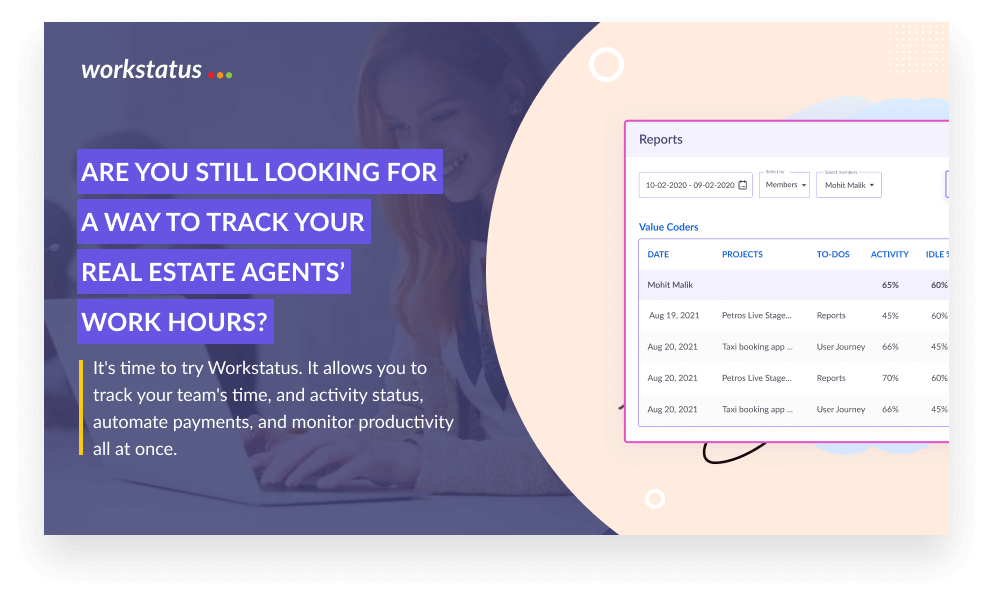 workstatus
ARE YOU STILL LOOKING FOR
A WAY TO TRACK YOUR
REAL ESTATE AGENTS’
WORK HOURS?
It's time to try Workstatus. It allows you to
track your team's time, and activity status,
automate payments, and monitor productivity
all at once.
Reports
Select by Select members
10-02-2020 - 09-02-2020 Members Mohit Malik
Value Coders
DATE PROJECTS TO-DOS ACTIVITY IDLE %
Mohit Malik 65% 60%
Aug 19, 2021 Petros Live Stage... Reports 45% 60%
Aug 20, 2021 Taxi booking app ... User Journey 66% 45%
Aug 20, 2021 Petros Live Stage... Reports 70% 60%
Aug 20, 2021 Taxi booking app ... User Journey 66% 45%